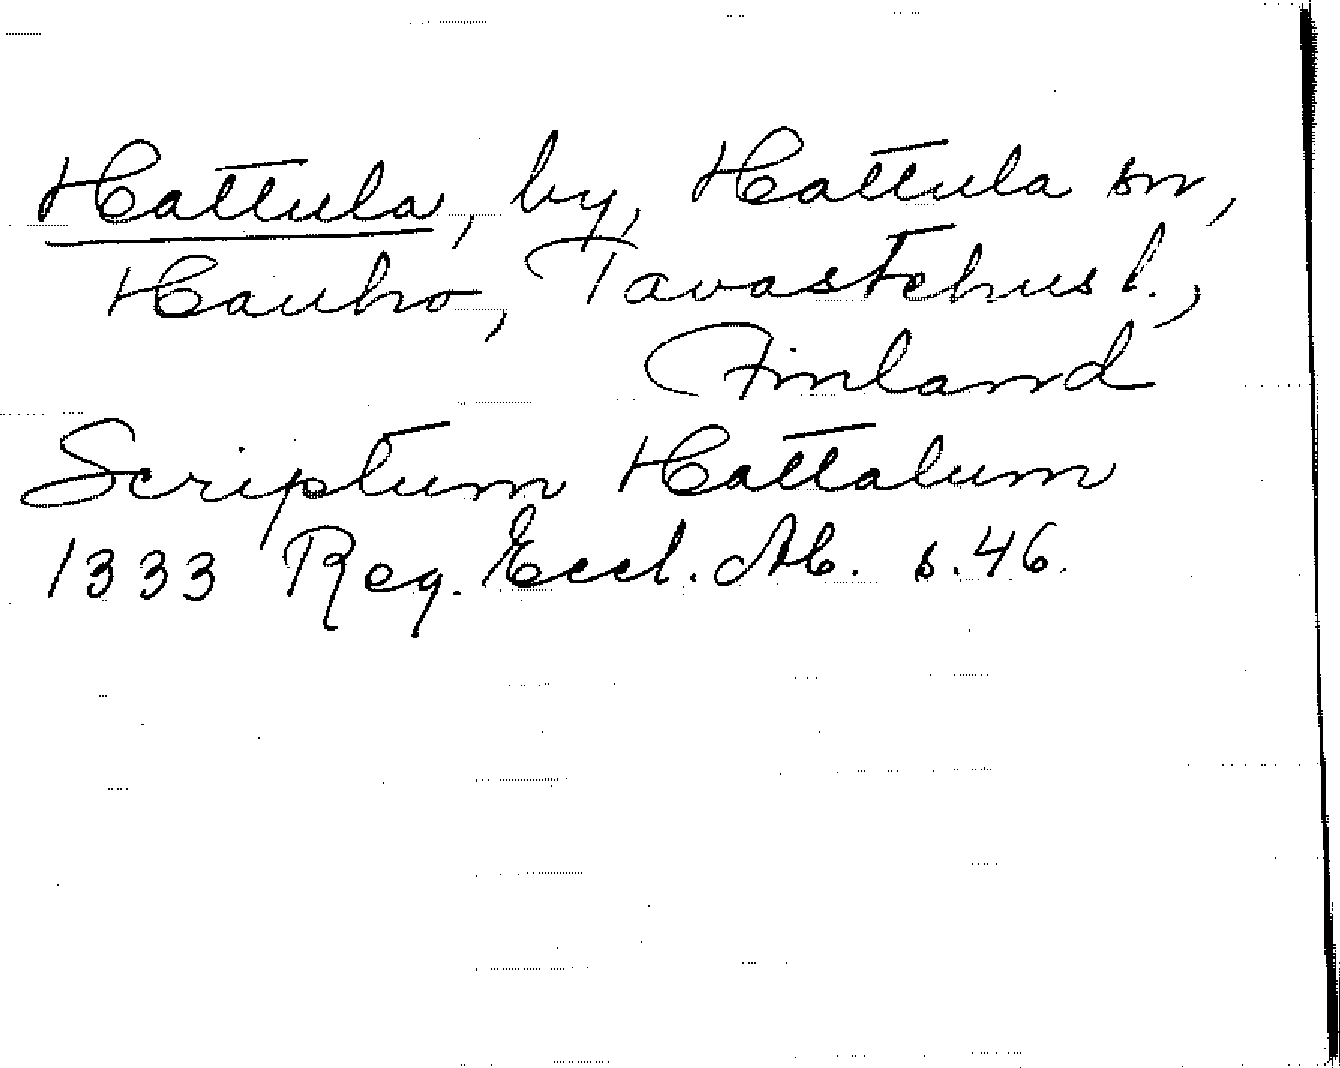 Hattula, by, Hattula sn,
Hauho, Tavastehus l.,
Finland
Scriptum Hattalum
1333 Reg. Eccl. Ab. s. 46.